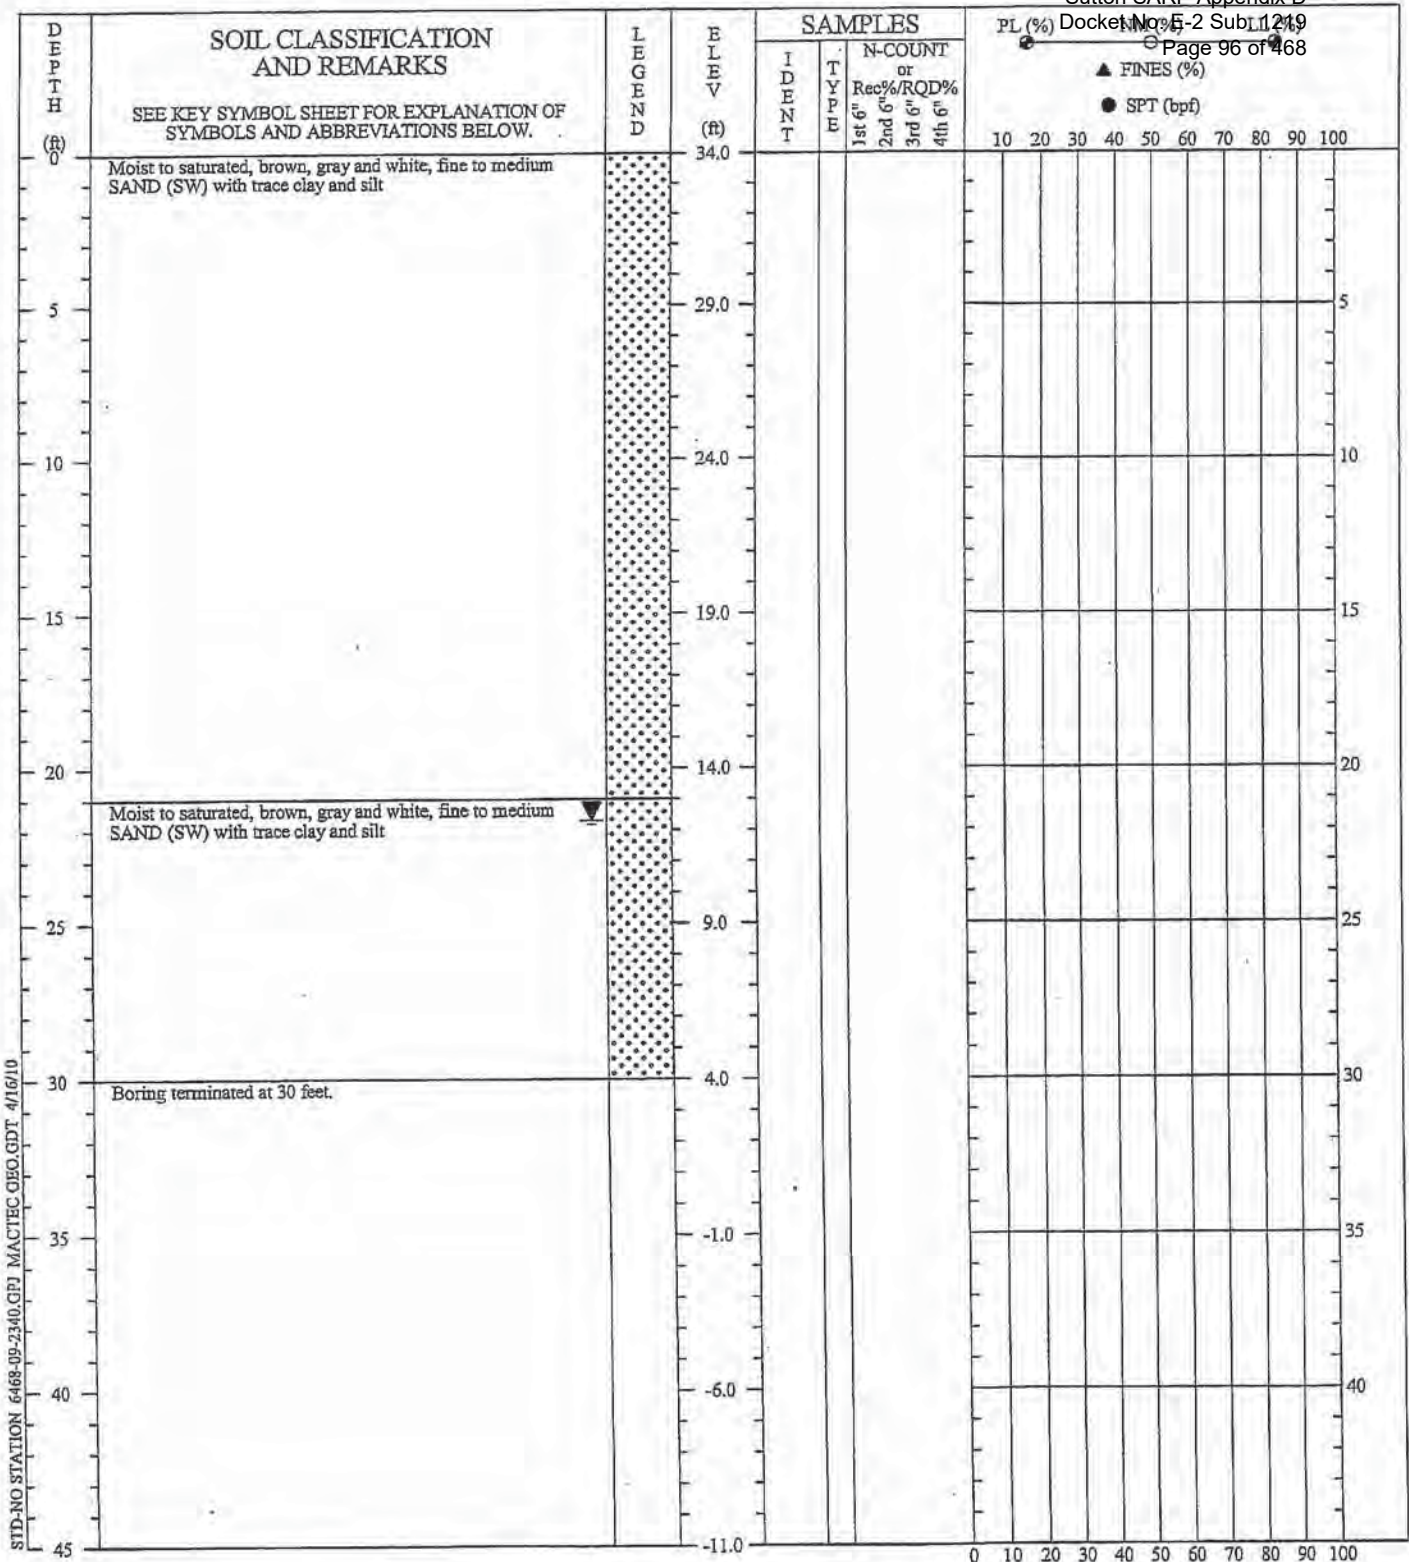 Docket No. E-2 Sub 1219
Page 96 of 468
DEPTH
(ft)
SOIL CLASSIFICATION
AND REMARKS
SEE KEY SYMBOL SHEET FOR EXPLANATION OF
SYMBOLS AND ABBREVIATIONS BELOW.
LEGEND
ELEV
(ft)
SAMPLES
IDENT
TYPE
N-COUNT
or
Rec%/RQD%
1st 6"
2nd 6"
3rd 6"
4th 6"
PL (%) NM (%) LL (%)
▲ FINES (%)
● SPT (bpf)
10 20 30 40 50 60 70 80 90 100
0 34.0
Moist to saturated, brown, gray and white, fine to medium
SAND (SW) with trace clay and silt
5 29.0 5
10 24.0 10
15 19.0 15
20 14.0 20
Moist to saturated, brown, gray and white, fine to medium
SAND (SW) with trace clay and silt
25 9.0 25
30 4.0 30
Boring terminated at 30 feet.
35 -1.0 35
40 -6.0 40
45 -11.0
0 10 20 30 40 50 60 70 80 90 100
STD-NO STATION 6468-09-2340.GPJ MACTEC GEO.GDT 4/16/10